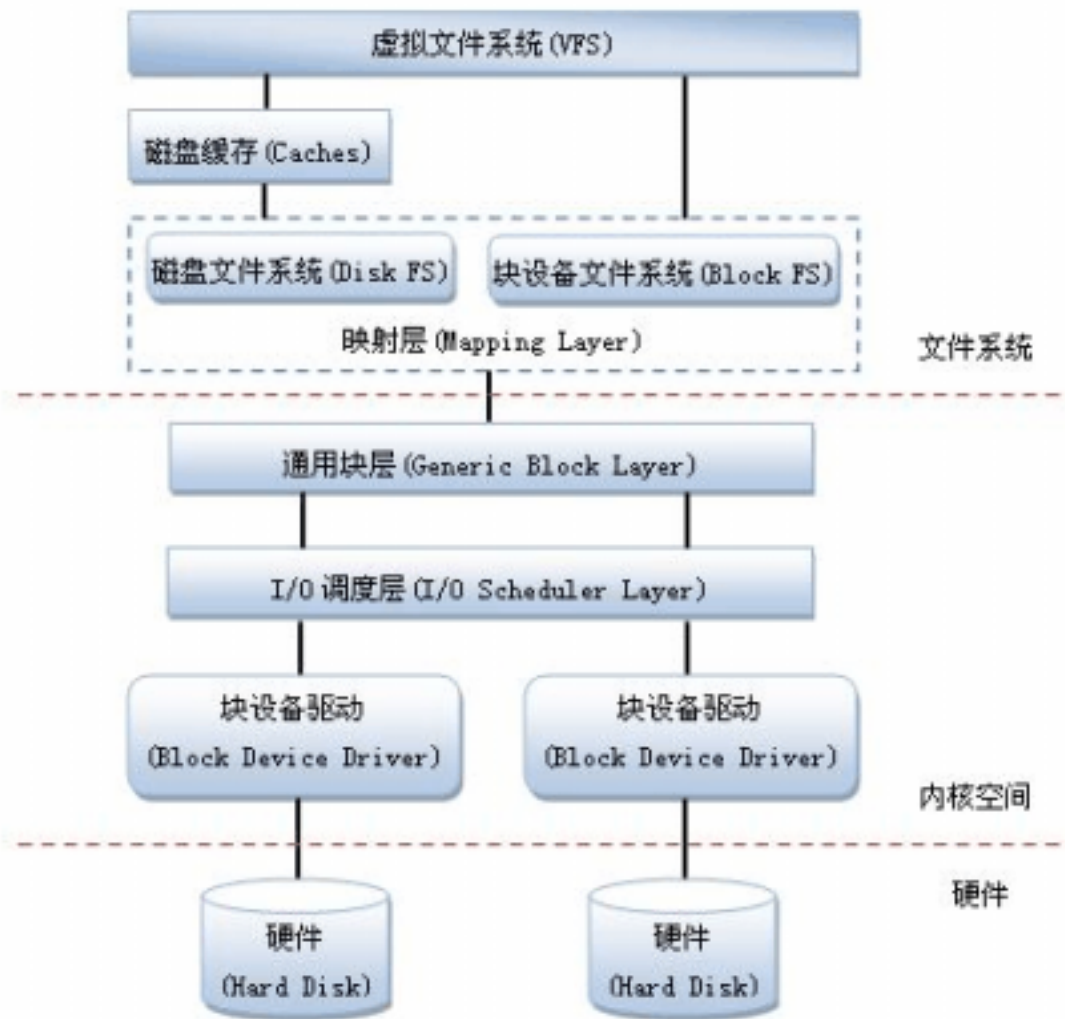 虚拟文件系统(VFS)
磁盘缓存(Caches)
磁盘文件系统(Disk FS)
块设备文件系统(Block FS)
映射层(Mapping Layer)
文件系统
通用块层(Generic Block Layer)
I/O 调度层(I/O Scheduler Layer)
块设备驱动
(Block Device Driver)
块设备驱动
(Block Device Driver)
内核空间
硬件
硬件
(Hard Disk)
硬件
(Hard Disk)